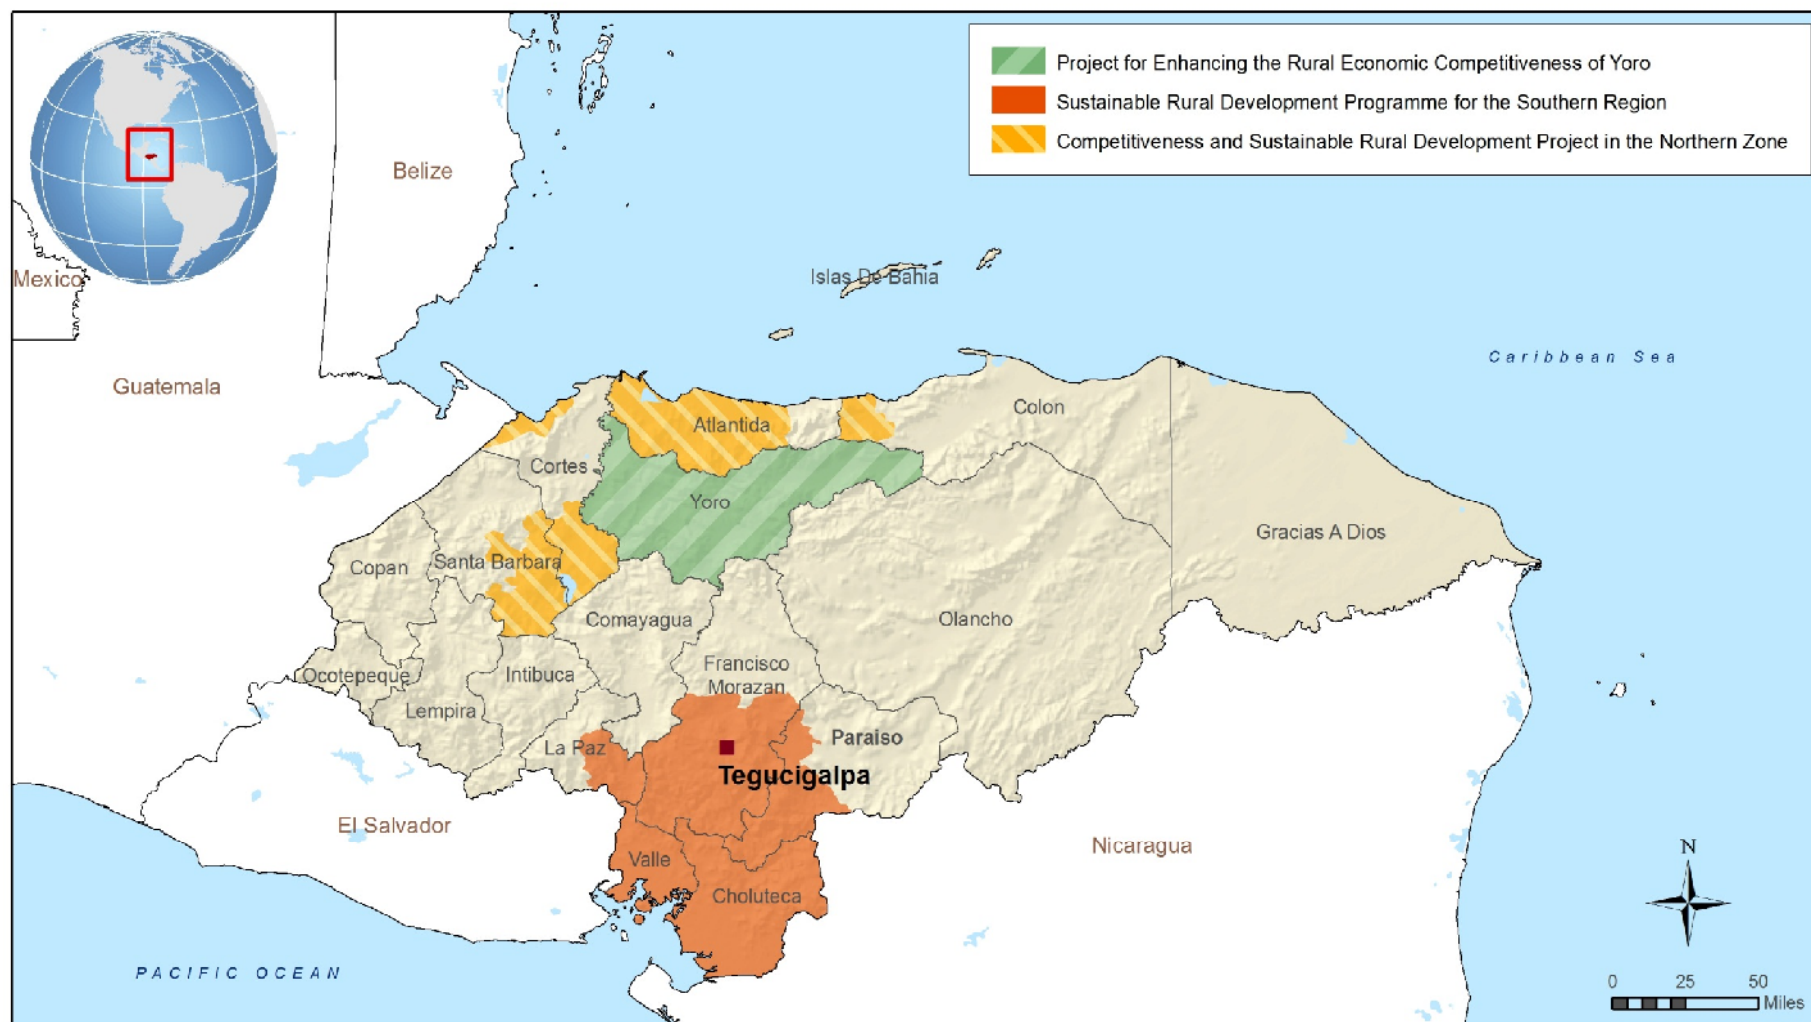 Project for Enhancing the Rural Economic Competitiveness of Yoro
Sustainable Rural Development Programme for the Southern Region
Competitiveness and Sustainable Rural Development Project in the Northern Zone
Belize
Mexico
Islas De Bahia
Caribbean Sea
Guatemala
Colon
Atlantida
Cortes
Yoro
Gracias A Dios
Copan
Santa Barbara
Comayagua
Olancho
Ocotepeque
Intibuca
Francisco
Morazan
Lempira
La Paz
Paraiso
Tegucigalpa
El Salvador
Valle
Nicaragua
Choluteca
N
PACIFIC OCEAN
0 25 50
Miles